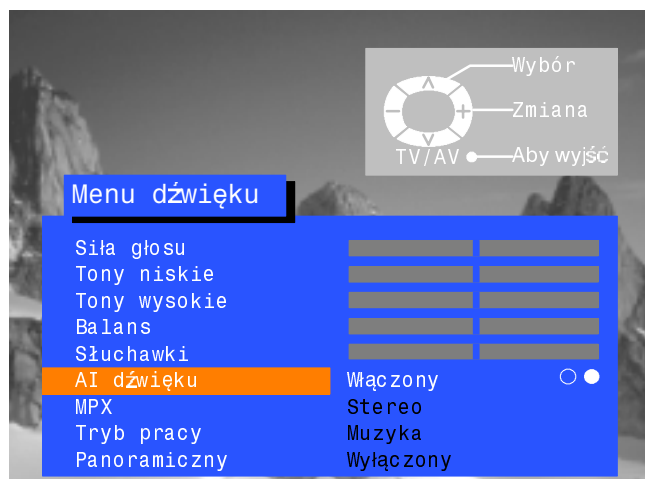 Wybór
Zmiana
TV/AV Aby wyjść
Menu dźwięku
Siła głosu
Tony niskie
Tony wysokie
Balans
Słuchawki
AI dźwięku Włączony
MPX Stereo
Tryb pracy Muzyka
Panoramiczny Wyłączony